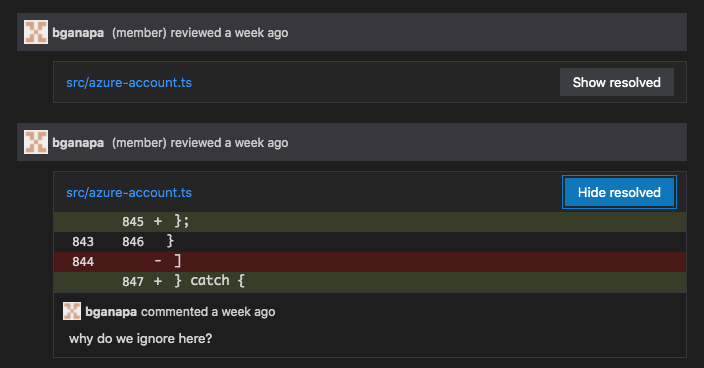 bganapa (member) reviewed a week ago
src/azure-account.ts Show resolved
bganapa (member) reviewed a week ago
src/azure-account.ts Hide resolved
845 + };
843 846 }
844 - ]
847 + } catch {
bganapa commented a week ago
why do we ignore here?